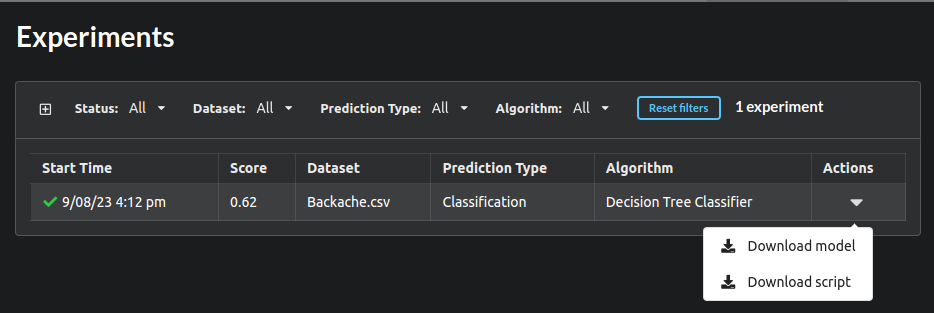 Experiments
Status: All Dataset: All Prediction Type: All Algorithm: All Reset filters 1 experiment
Start Time Score Dataset Prediction Type Algorithm Actions
9/08/23 4:12 pm 0.62 Backache.csv Classification Decision Tree Classifier
Download model
Download script